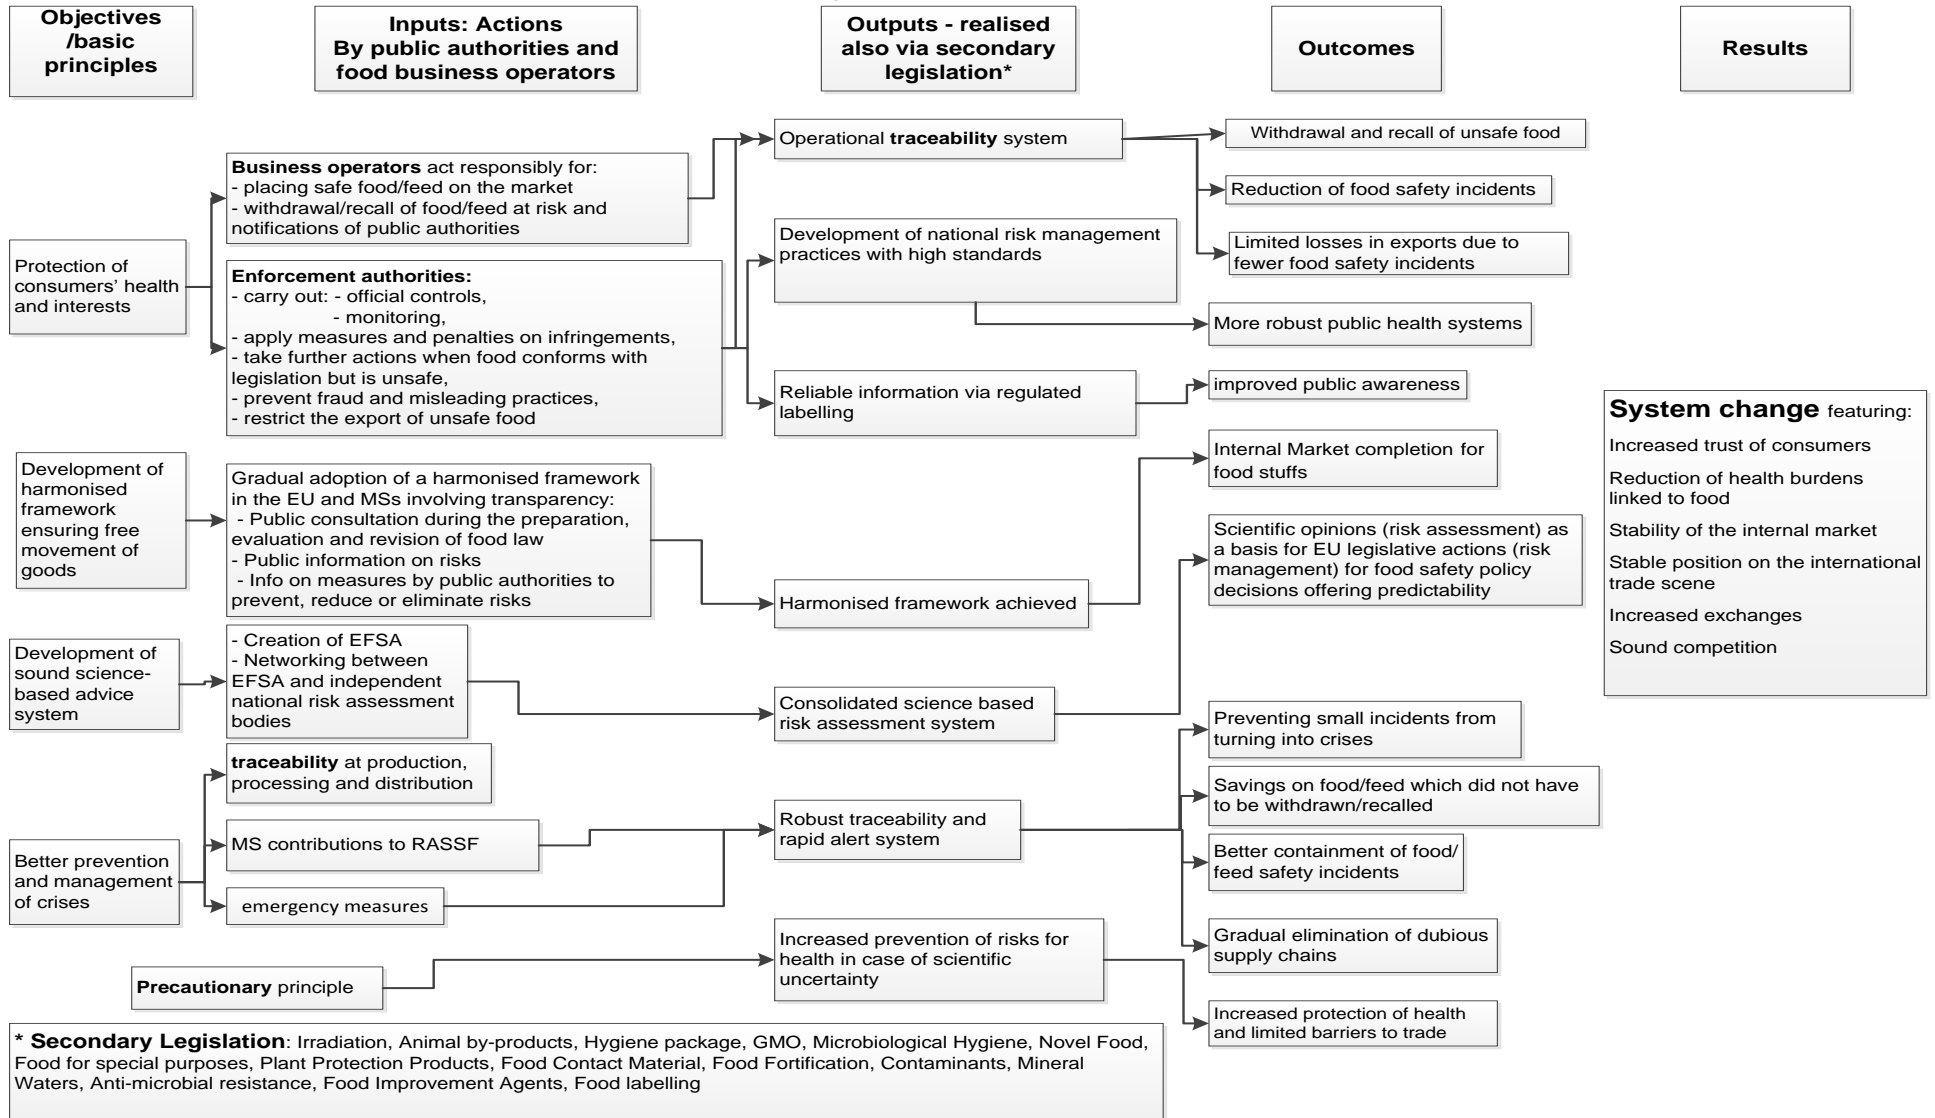 Objectives
/basic
principles
Inputs: Actions
By public authorities and
food business operators
Outputs - realised
also via secondary
legislation*
Outcomes
Results
Protection of
consumers' health
and interests
Business operators act responsibly for:
- placing safe food/feed on the market
- withdrawal/recall of food/feed at risk and
notifications of public authorities
Enforcement authorities:
- carry out: - official controls,
- monitoring,
- apply measures and penalties on infringements,
- take further actions when food conforms with
legislation but is unsafe,
- prevent fraud and misleading practices,
- restrict the export of unsafe food
Operational traceability system
Development of national risk management
practices with high standards
Reliable information via regulated
labelling
Withdrawal and recall of unsafe food
Reduction of food safety incidents
Limited losses in exports due to
fewer food safety incidents
More robust public health systems
improved public awareness
Development of
harmonised
framework
ensuring free
movement of
goods
Gradual adoption of a harmonised framework
in the EU and MSs involving transparency:
- Public consultation during the preparation,
evaluation and revision of food law
- Public information on risks
- Info on measures by public authorities to
prevent, reduce or eliminate risks
Harmonised framework achieved
Internal Market completion for
food stuffs
Development of
sound science-
based advice
system
- Creation of EFSA
- Networking between
EFSA and independent
national risk assessment
bodies
Consolidated science based
risk assessment system
Scientific opinions (risk assessment) as
a basis for EU legislative actions (risk
management) for food safety policy
decisions offering predictability
Better prevention
and management
of crises
traceability at production,
processing and distribution
MS contributions to RASSF
emergency measures
Robust traceability and
rapid alert system
Preventing small incidents from
turning into crises
Savings on food/feed which did not have
to be withdrawn/recalled
Better containment of food/
feed safety incidents
Gradual elimination of dubious
supply chains
Precautionary principle
Increased prevention of risks for
health in case of scientific
uncertainty
Increased protection of health
and limited barriers to trade
System change featuring:
Increased trust of consumers
Reduction of health burdens
linked to food
Stability of the internal market
Stable position on the international
trade scene
Increased exchanges
Sound competition
* Secondary Legislation: Irradiation, Animal by-products, Hygiene package, GMO, Microbiological Hygiene, Novel Food,
Food for special purposes, Plant Protection Products, Food Contact Material, Food Fortification, Contaminants, Mineral
Waters, Anti-microbial resistance, Food Improvement Agents, Food labelling